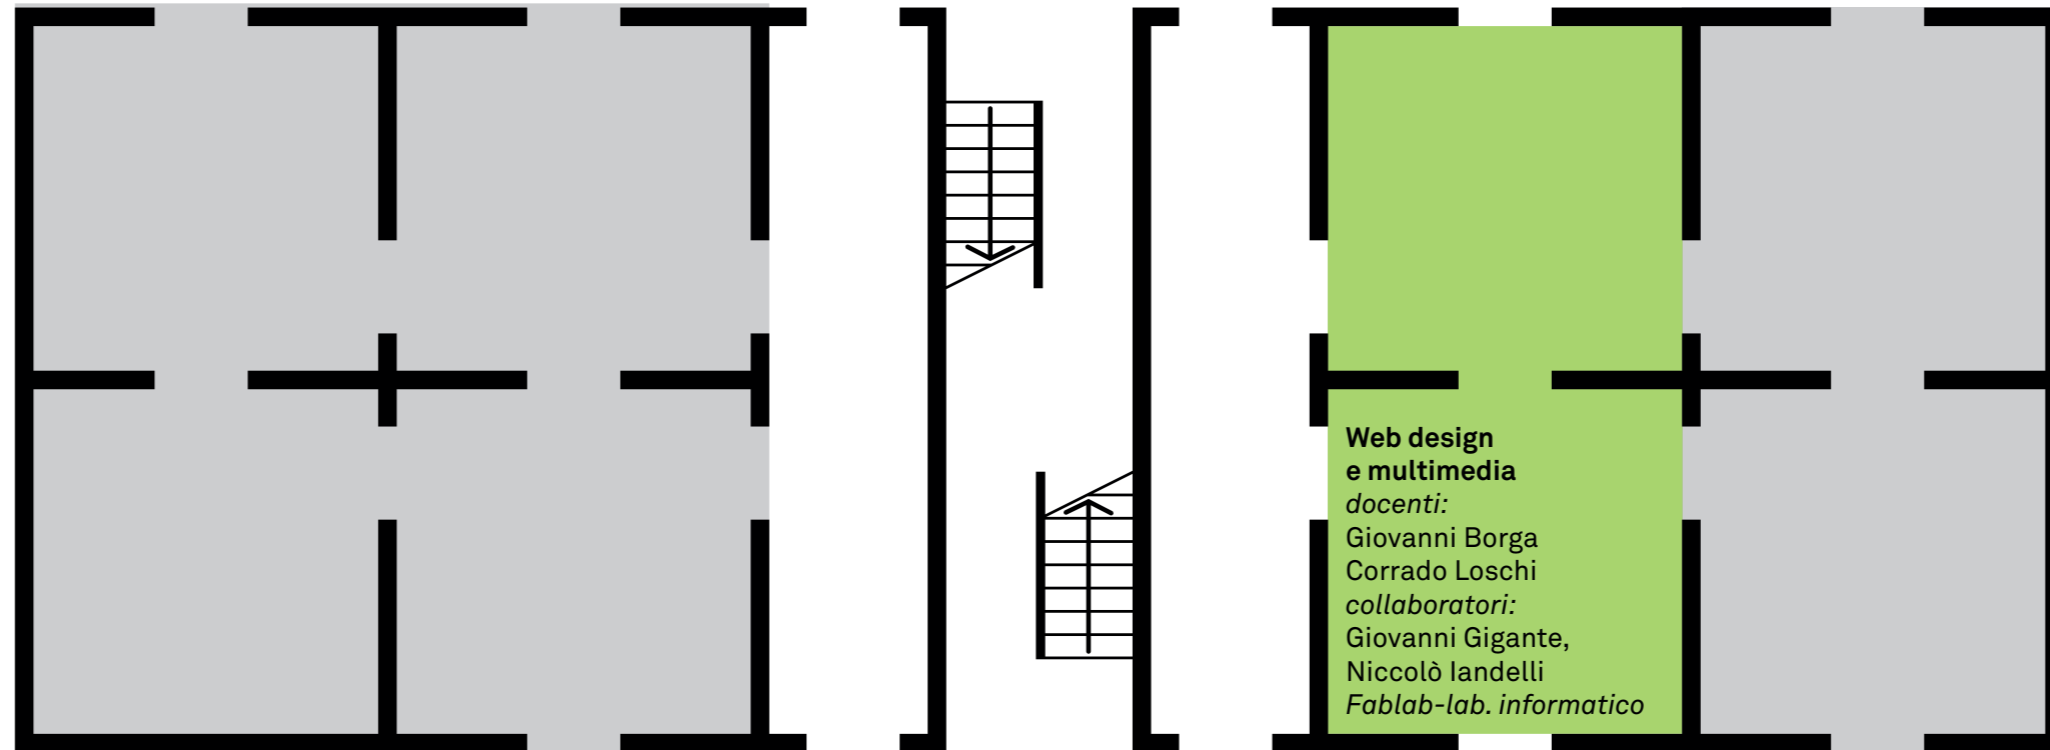 Web design
e multimedia
docenti:
Giovanni Borga
Corrado Loschi
collaboratori:
Giovanni Gigante,
Niccolò Iandelli
Fablab-lab. informatico